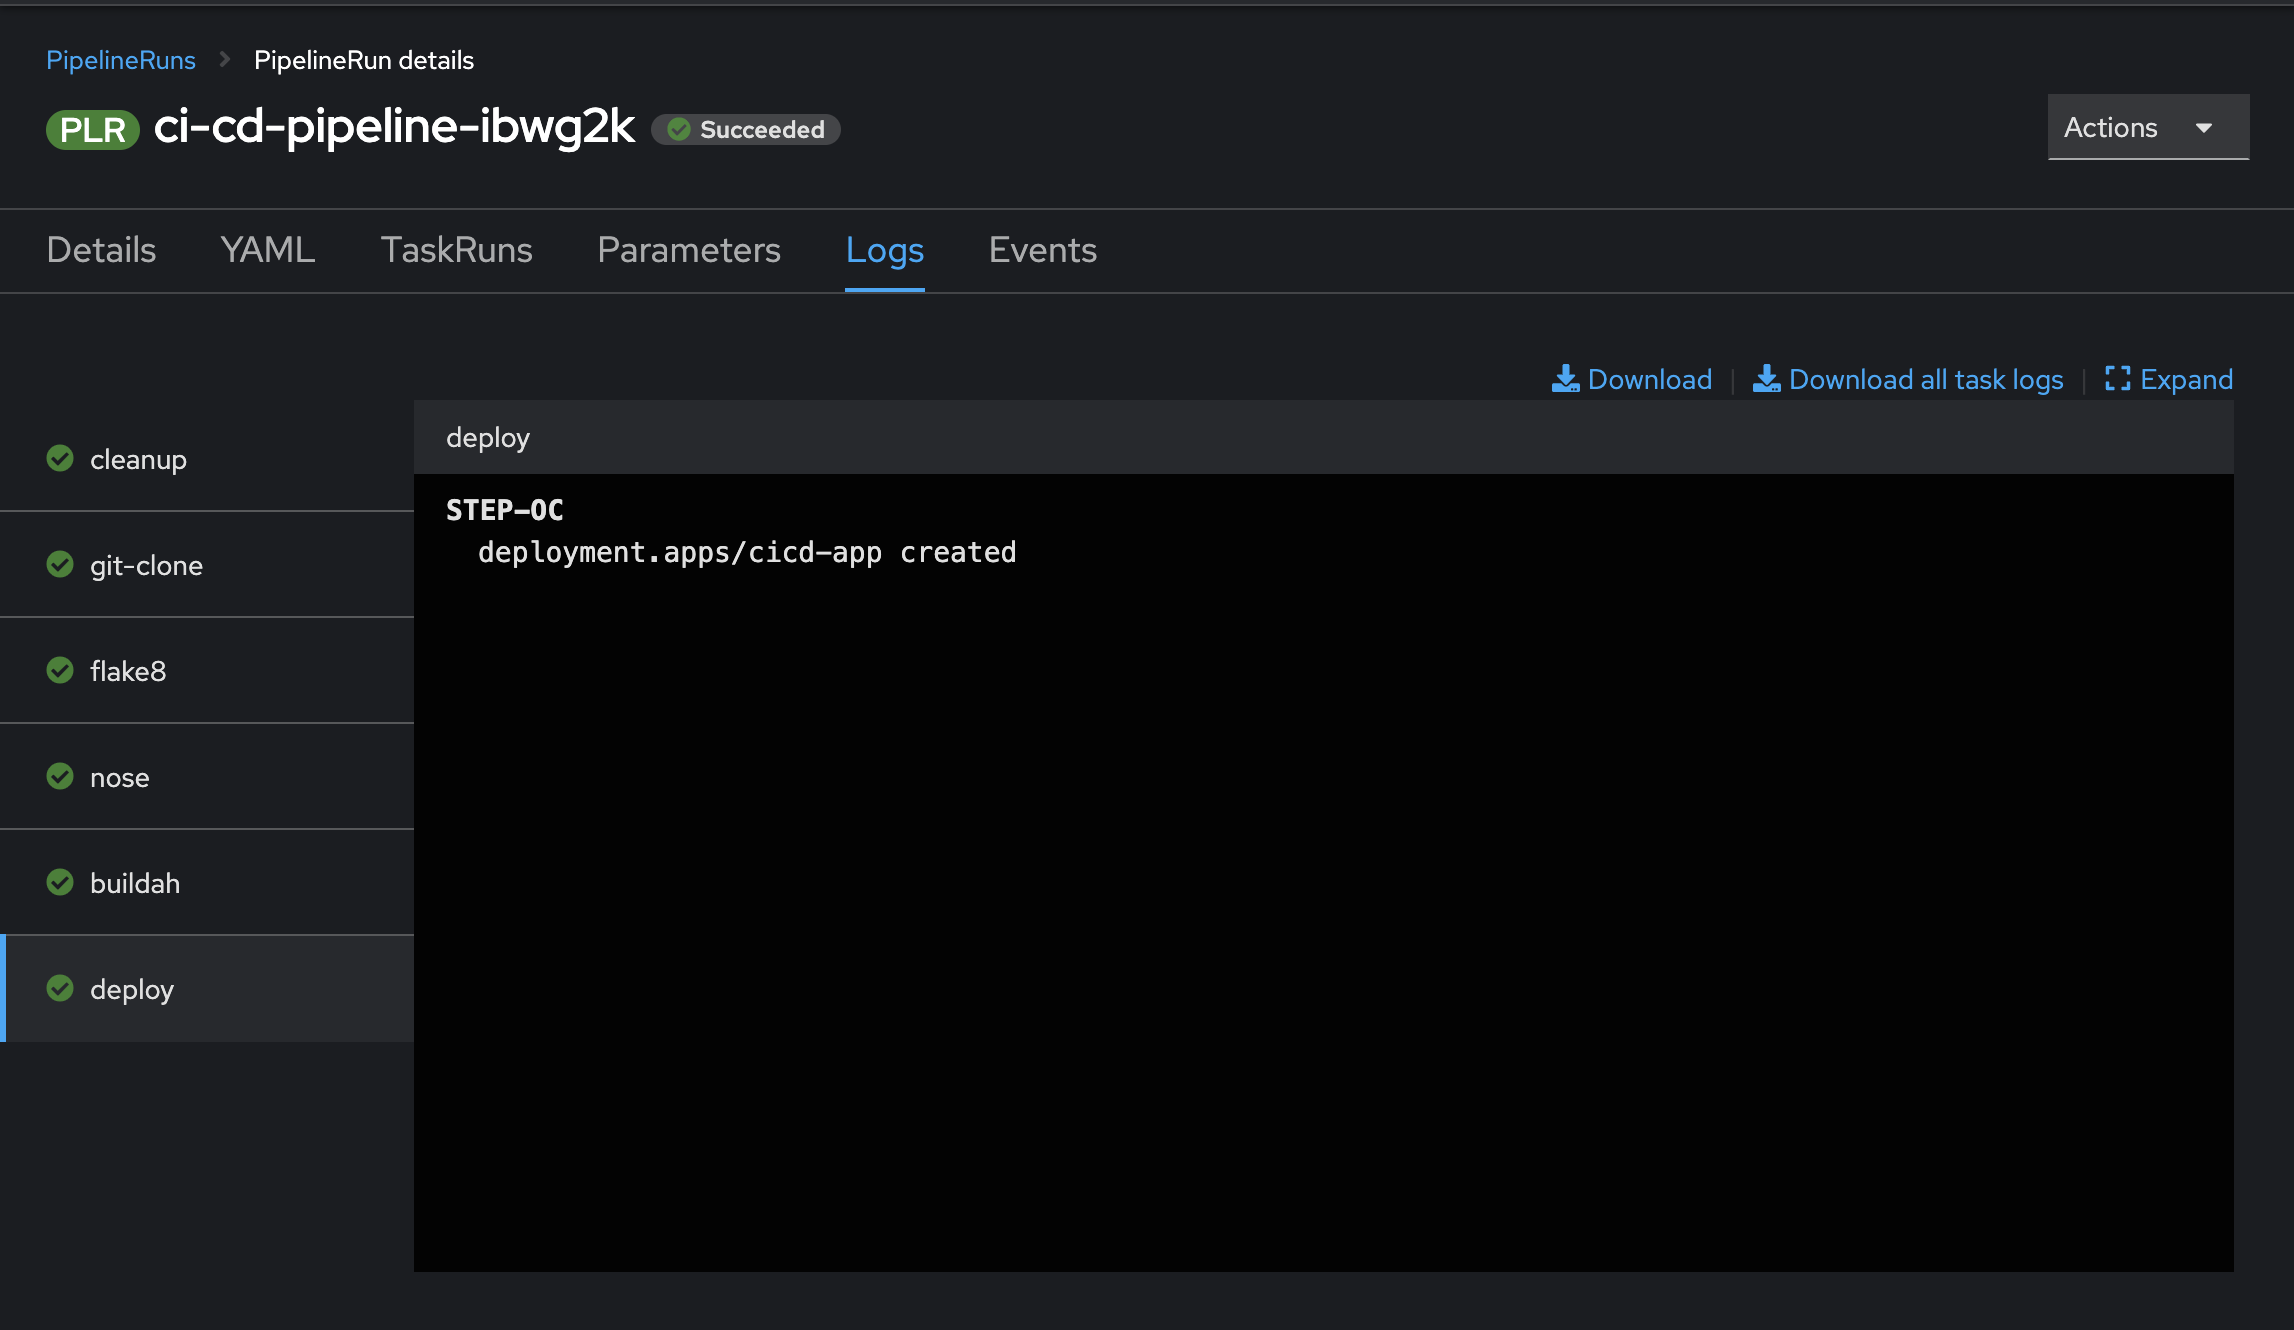 PipelineRuns > PipelineRun details
PLR ci-cd-pipeline-ibwg2k Succeeded
Actions
Details YAML TaskRuns Parameters Logs Events
Download | Download all task logs | Expand
cleanup
git-clone
flake8
nose
buildah
deploy
deploy
STEP-OC
deployment.apps/cicd-app created